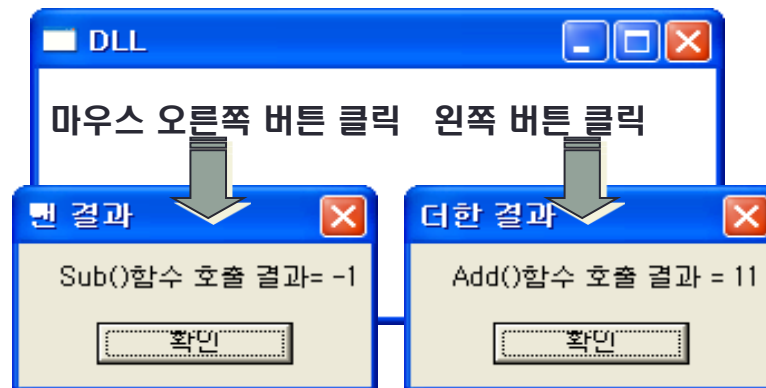 DLL
마우스 오른쪽 버튼 클릭 왼쪽 버튼 클릭
뺀 결과
더한 결과
Sub()함수 호출 결과= -1
Add()함수 호출 결과 = 11
확인
확인